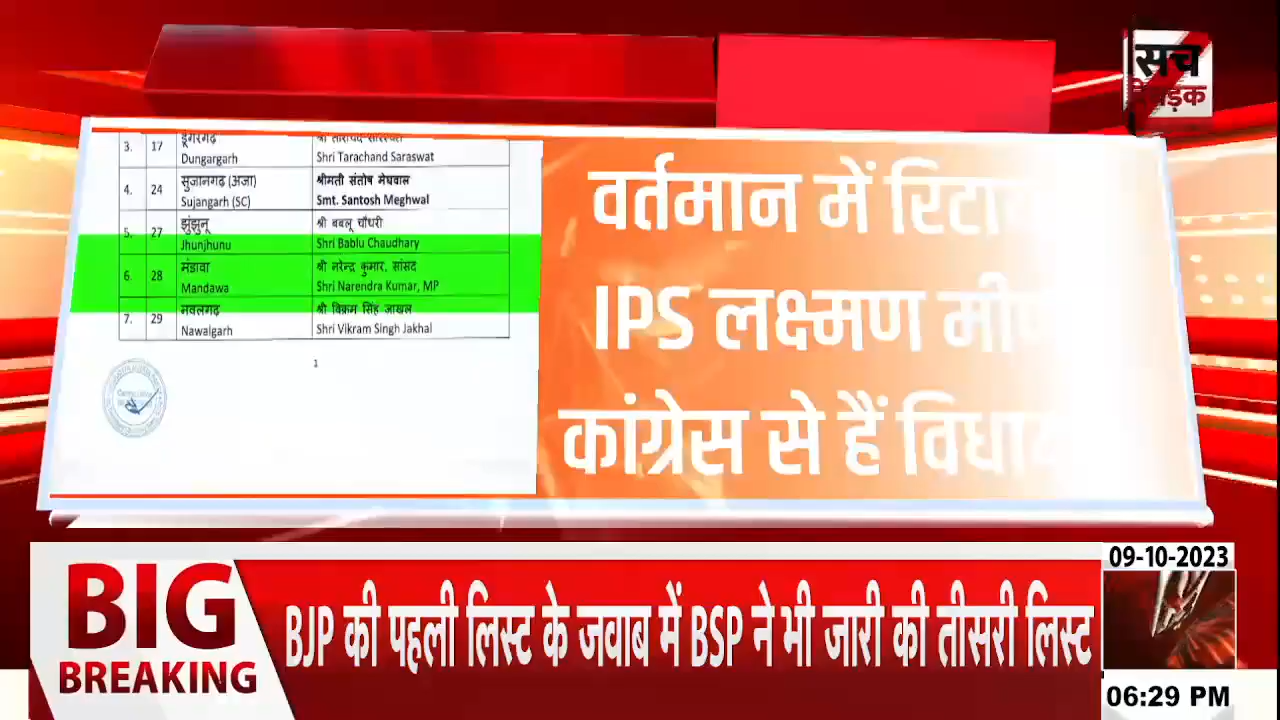 सच
बेधड़क
3. 17 डूंगरगढ़ श्री ताराचंद सारस्वत
Dungargarh Shri Tarachand Saraswat
4. 24 सुजानगढ़ (अजा) श्रीमती संतोष मेघवाल
Sujangarh (SC) Smt. Santosh Meghwal
5. 27 झुंझुनू श्री बबलू चौधरी
Jhunjhunu Shri Bablu Chaudhary
6. 28 मंडावा श्री नरेन्द्र कुमार, सांसद
Mandawa Shri Narendra Kumar, MP
7. 29 नवलगढ़ श्री विक्रम सिंह जाखल
Nawalgarh Shri Vikram Singh Jakhal
1
वर्तमान में
IPS लक्ष्मण
कांग्रेस से हैं
BIG
BREAKING
BJP की पहली लिस्ट के जवाब में BSP ने भी जारी की तीसरी लिस्ट
09-10-2023
06:29 PM